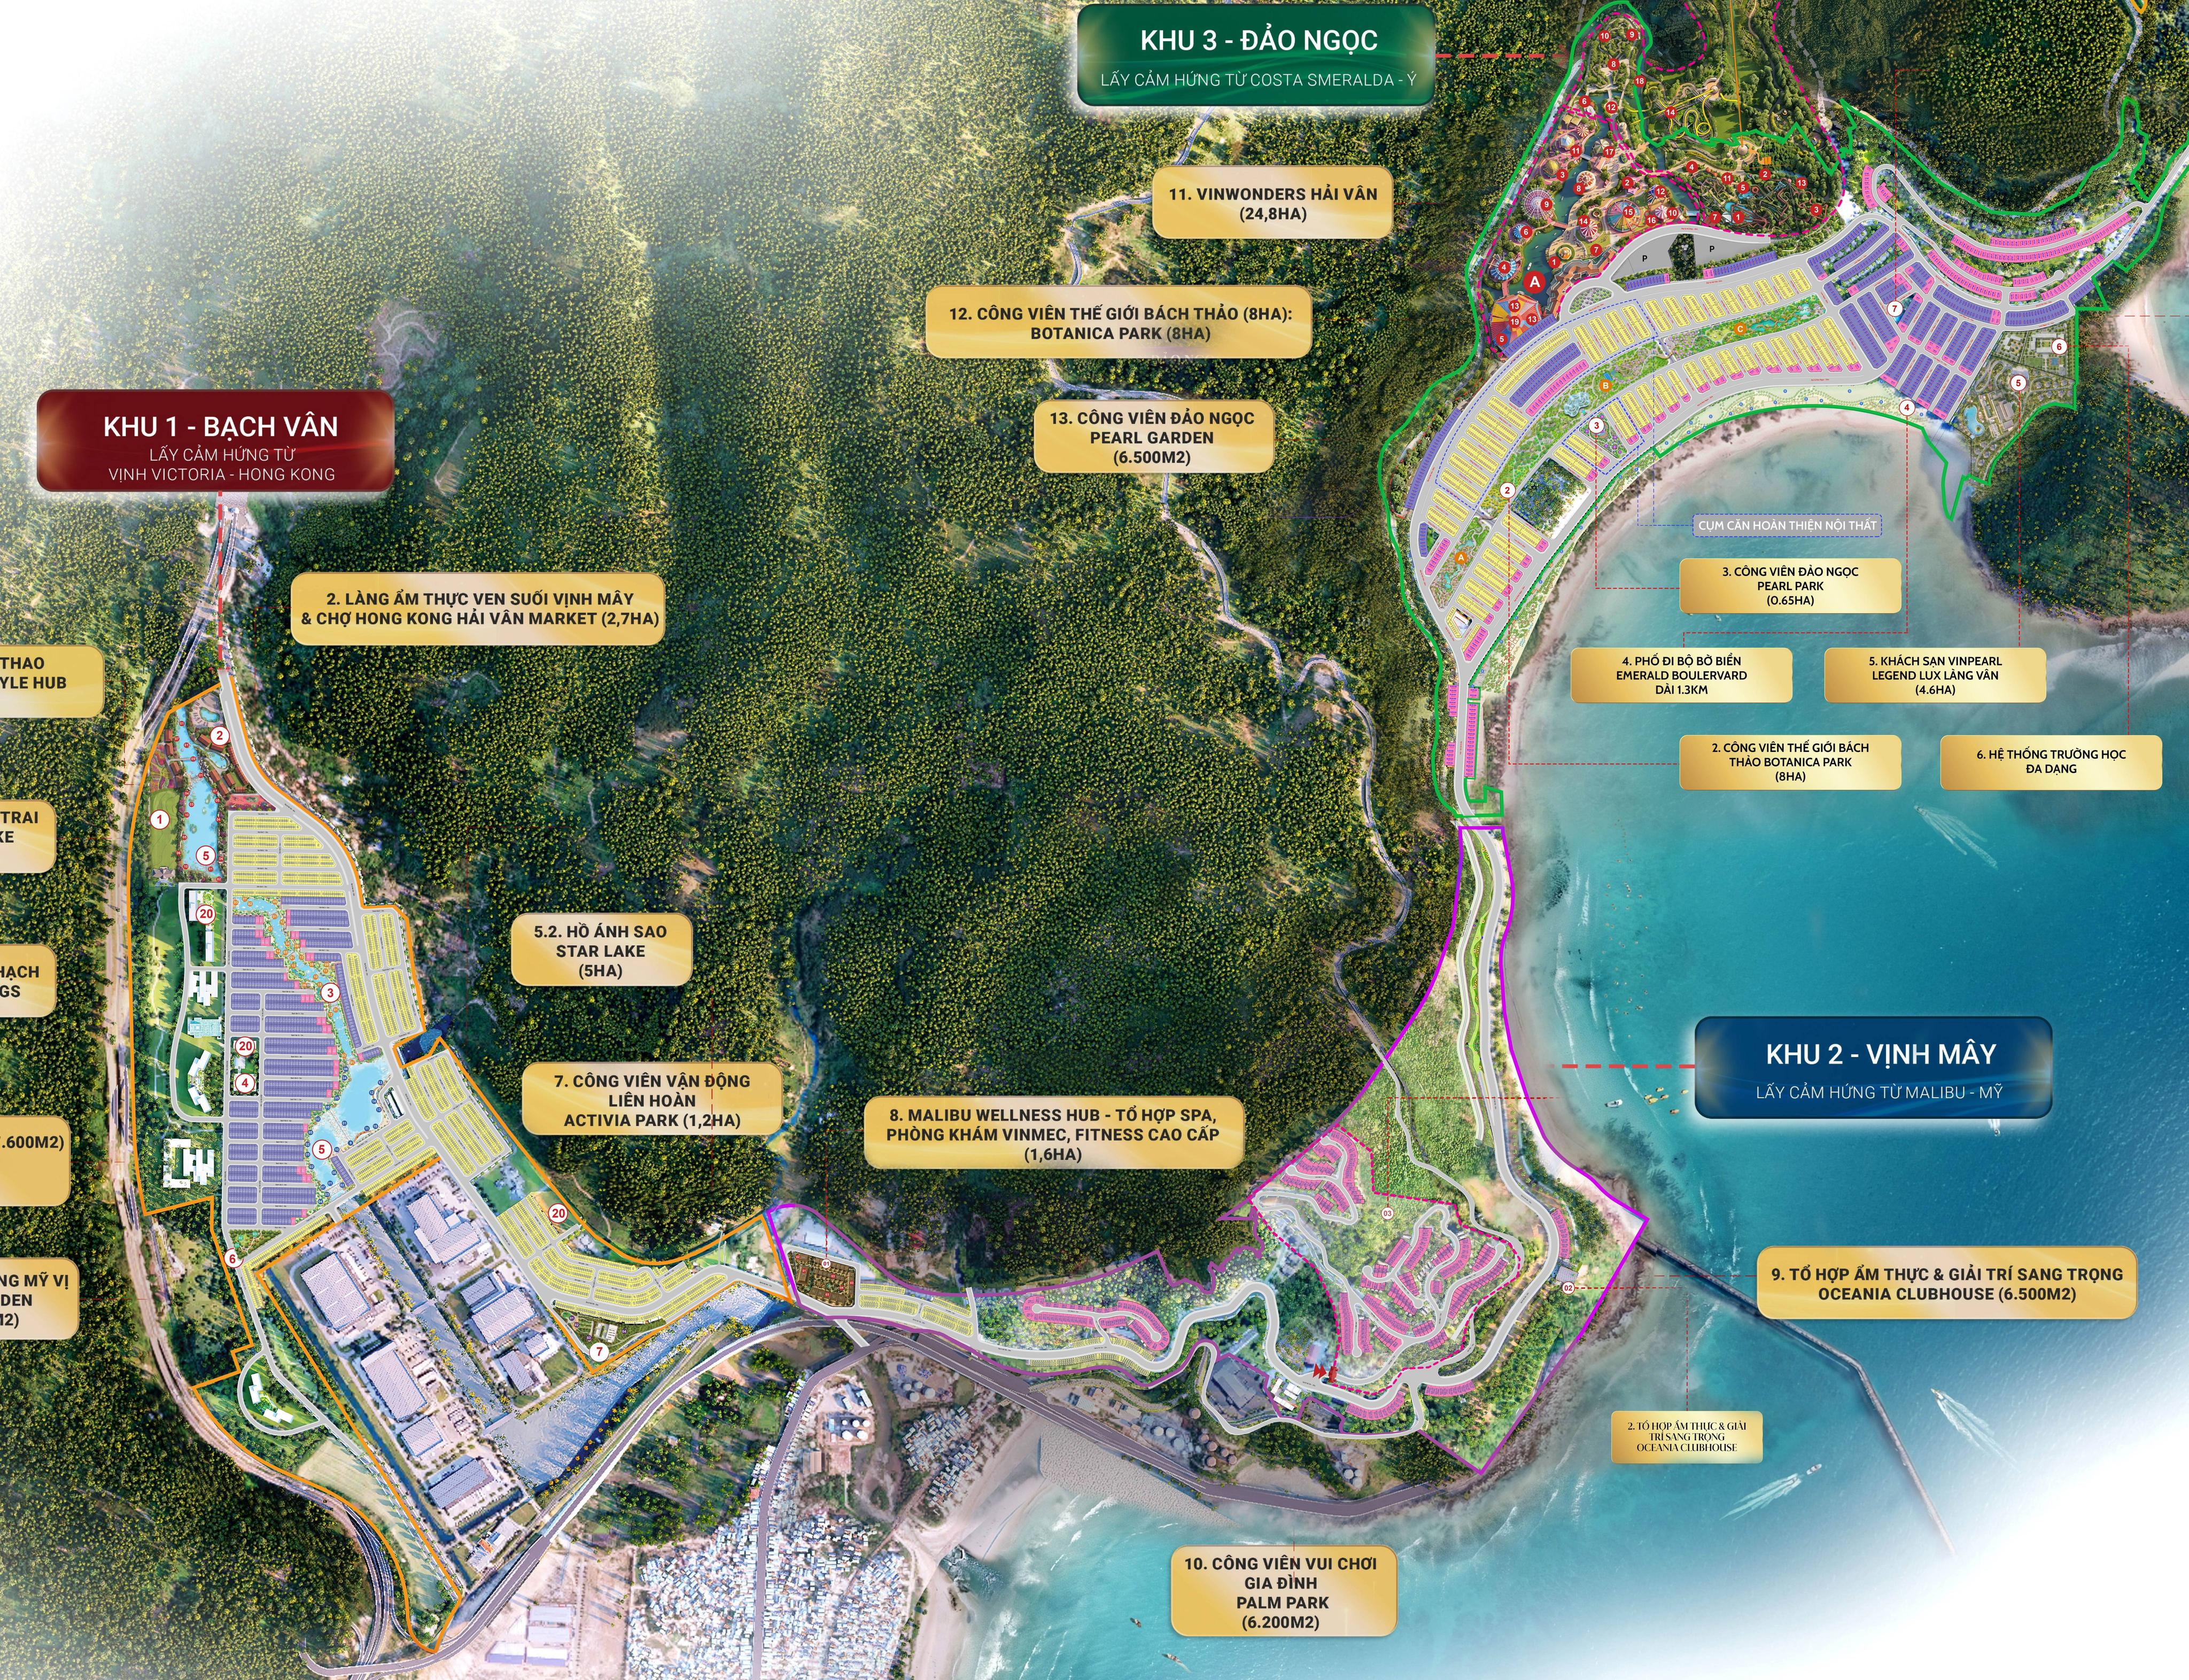 KHU 3 - ĐẢO NGỌC
LẤY CẢM HỨNG TỪ COSTA SMERALDA - Ý
11. VINWONDERS HẢI VÂN
(24,8HA)
12. CÔNG VIÊN THẾ GIỚI BÁCH THẢO (8HA):
BOTANICA PARK (8HA)
13. CÔNG VIÊN ĐẢO NGỌC
PEARL GARDEN
(6.500M2)
KHU 1 - BẠCH VÂN
LẤY CẢM HỨNG TỪ
VỊNH VICTORIA - HONG KONG
CỤM CĂN HOÀN THIỆN NỘI THẤT
3. CÔNG VIÊN ĐẢO NGỌC
PEARL PARK
(0.65HA)
2. LÀNG ẨM THỰC VEN SUỐI VỊNH MÂY
& CHỢ HONG KONG HẢI VÂN MARKET (2,7HA)
THAO
YLE HUB
4. PHỐ ĐI BỘ BỜ BIỂN
EMERALD BOULERVARD
DÀI 1.3KM
5. KHÁCH SẠN VINPEARL
LEGEND LUX LÀNG VÂN
(4.6HA)
2. CÔNG VIÊN THẾ GIỚI BÁCH
THẢO BOTANICA PARK
(8HA)
6. HỆ THỐNG TRƯỜNG HỌC
ĐA DẠNG
TRAI
KE
5.2. HỒ ÁNH SAO
STAR LAKE
(5HA)
HẠCH
GS
KHU 2 - VỊNH MÂY
LẤY CẢM HỨNG TỪ MALIBU - MỸ
7. CÔNG VIÊN VẬN ĐỘNG
LIÊN HOÀN
ACTIVIA PARK (1,2HA)
8. MALIBU WELLNESS HUB - TỔ HỢP SPA,
PHÒNG KHÁM VINMEC, FITNESS CAO CẤP
(1,6HA)
.600M2)
9. TỔ HỢP ẨM THỰC & GIẢI TRÍ SANG TRỌNG
OCEANIA CLUBHOUSE (6.500M2)
NG MỸ VỊ
DEN
M2)
2. TỔ HỢP ẨM THỰC & GIẢI
TRÍ SANG TRỌNG
OCEANIA CLUBHOUSE
10. CÔNG VIÊN VUI CHƠI
GIA ĐÌNH
PALM PARK
(6.200M2)